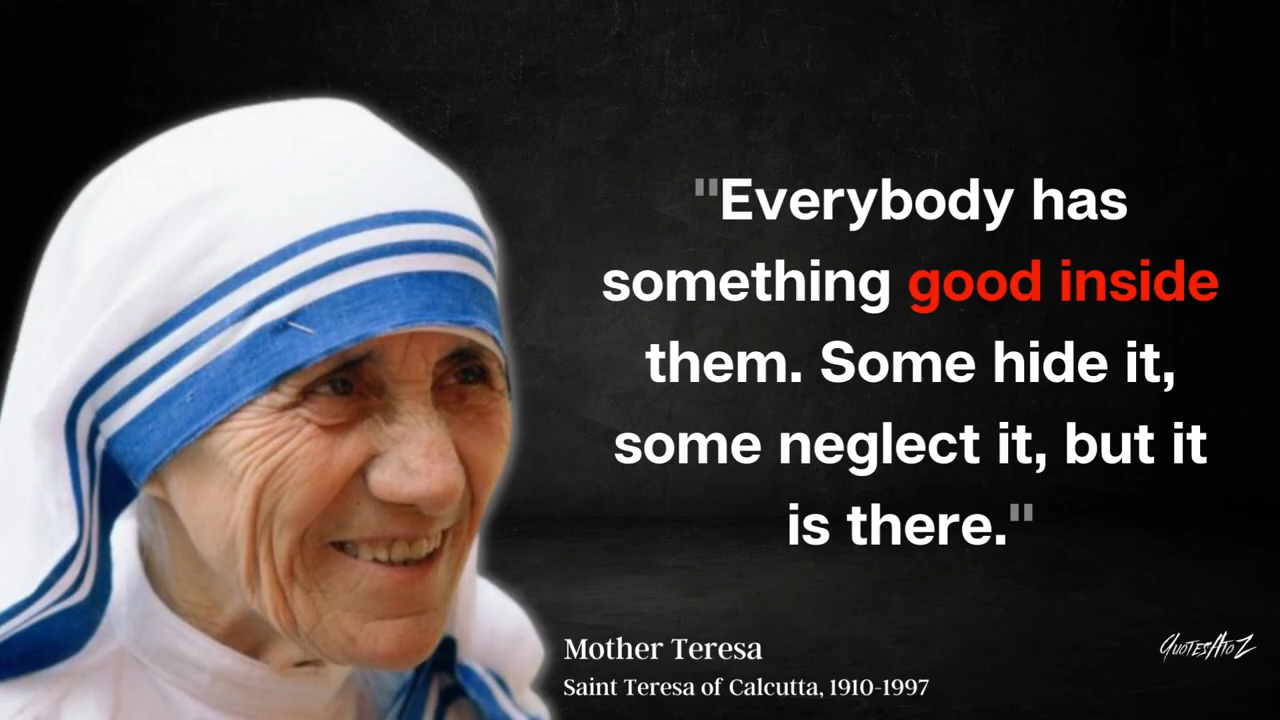 "Everybody has
something good inside
them. Some hide it,
some neglect it, but it
is there."
Mother Teresa
Saint Teresa of Calcutta, 1910-1997
QUOTESATOZ